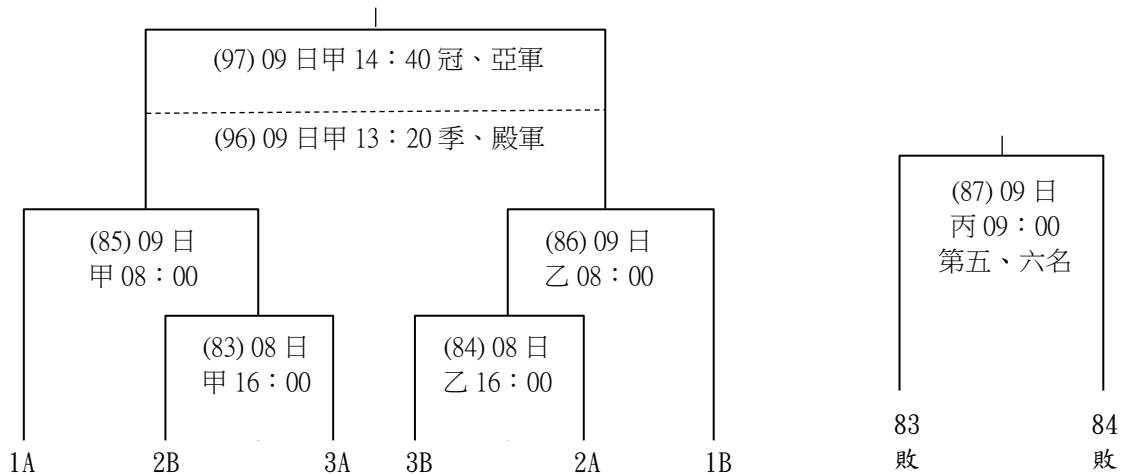 (97) 09 日甲 14：40 冠、亞軍
(96) 09 日甲 13：20 季、殿軍
(85) 09 日
甲 08：00
(86) 09 日
乙 08：00
(83) 08 日
甲 16：00
(84) 08 日
乙 16：00
1A 2B 3A 3B 2A 1B
(87) 09 日
丙 09：00
第五、六名
83 84
敗 敗